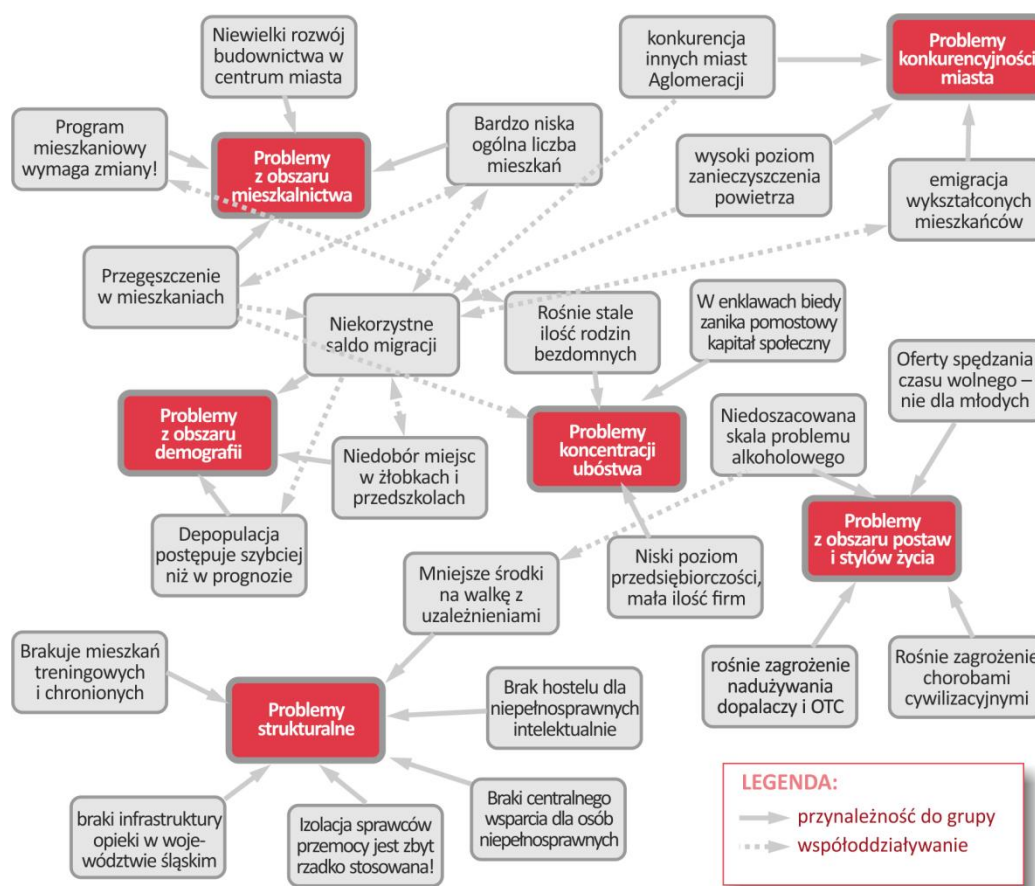 Niewielki rozwój
budownictwa w
centrum miasta
konkurencja
innych miast
Aglomeracji
Problemy
konkurencyjności
miasta
Program
mieszkaniowy
wymaga zmiany!
Problemy
z obszaru
mieszkalnictwa
Bardzo niska
ogólna liczba
mieszkań
wysoki poziom
zanieczyszczenia
powietrza
emigracja
wykształconych
mieszkańców
Przegęszczenie
w mieszkaniach
Niekorzystne
saldo migracji
Rośnie stale
ilość rodzin
bezdomnych
W enklawach biedy
zanika pomostowy
kapitał społeczny
Oferty spędzania
czasu wolnego –
nie dla młodych
Problemy
z obszaru
demografii
Niedobór miejsc
w żłobkach i
przedszkolach
Problemy
koncentracji
ubóstwa
Niedoszacowana
skala problemu
alkoholowego
Depopulacja
postępuje szybciej
niż w prognozie
Mniejsze środki
na walkę z
uzależnieniami
Niski poziom
przedsiębiorczości,
mała ilość firm
Problemy
z obszaru postaw
i stylów życia
Brakuje mieszkań
treningowych
i chronionych
Problemy
strukturalne
Brak hostelu dla
niepełnosprawnych
intelektualnie
rośnie zagrożenie
nadużywania
dopalaczy i OTC
Rośnie zagrożenie
chorobami
cywilizacyjnymi
braki infrastruktury
opieki w woje-
ództwie śląskim
Izolacja sprawców
przemocy jest zbyt
rzadko stosowana!
Braki centralnego
wsparcia dla osób
niepełnosprawnych
LEGENDA:
przynależność do grupy
współoddziaływanie